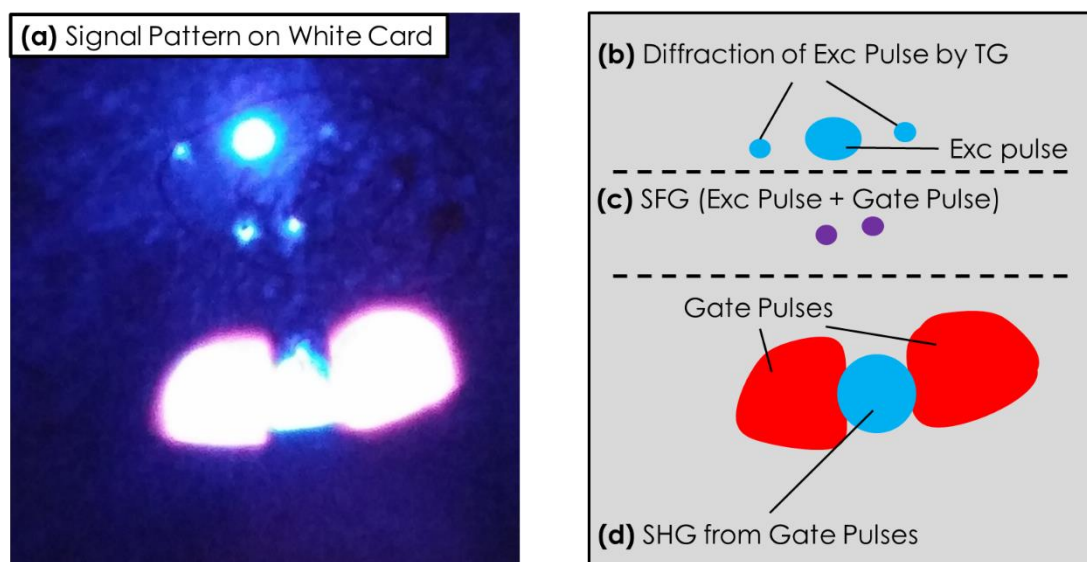 (a) Signal Pattern on White Card
(b) Diffraction of Exc Pulse by TG
Exc pulse
(c) SFG (Exc Pulse + Gate Pulse)
Gate Pulses
(d) SHG from Gate Pulses